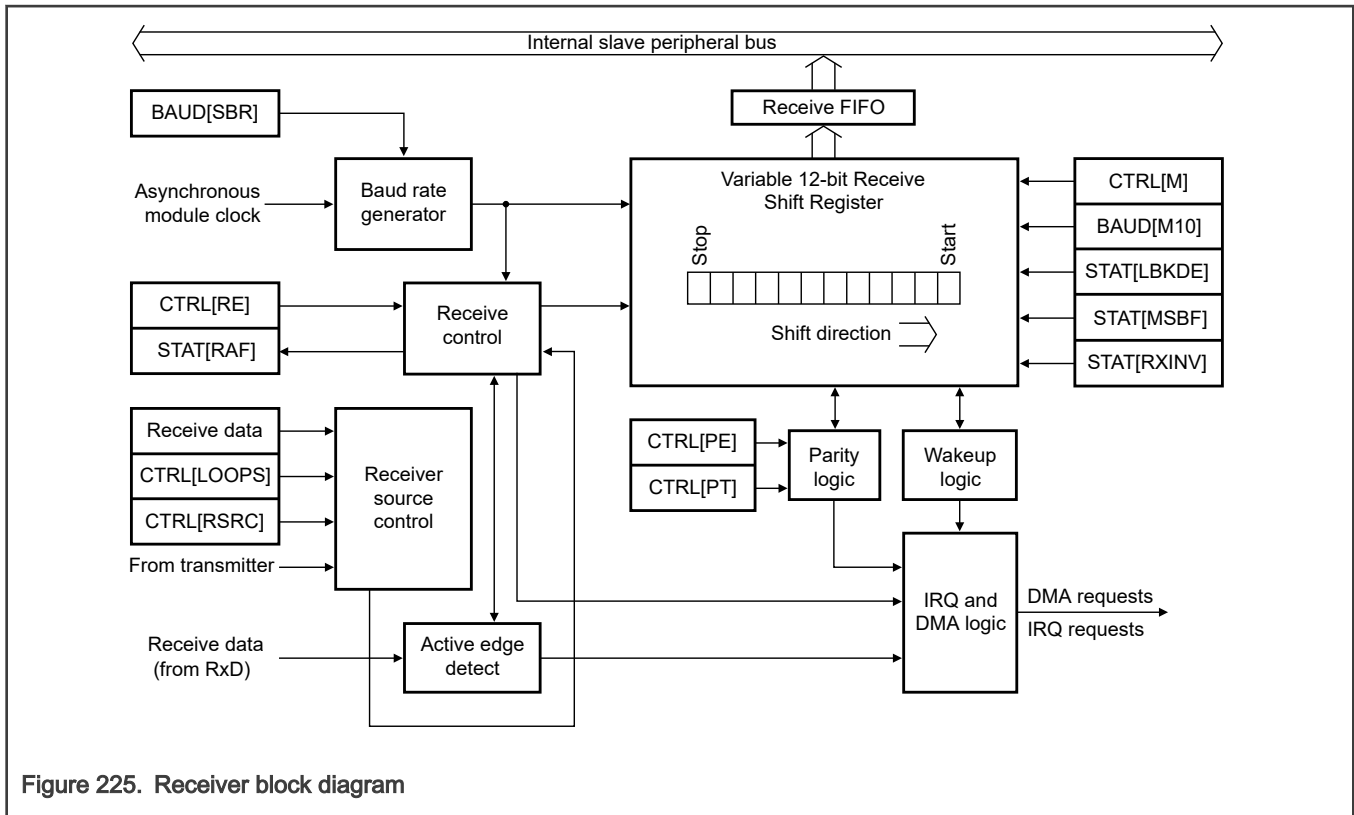 Internal slave peripheral bus
BAUD[SBR]
Receive FIFO
Asynchronous
module clock
Baud rate
generator
Variable 12-bit Receive
Shift Register
Stop
Start
Shift direction
CTRL[M]
BAUD[M10]
STAT[LBKDE]
STAT[MSBF]
STAT[RXINV]
CTRL[RE]
STAT[RAF]
Receive
control
Receive data
CTRL[LOOPS]
CTRL[RSRC]
From transmitter
Receiver
source
control
CTRL[PE]
CTRL[PT]
Parity
logic
Wakeup
logic
Receive data
(from RxD)
Active edge
detect
IRQ and
DMA logic
DMA requests
IRQ requests
Figure 225. Receiver block diagram